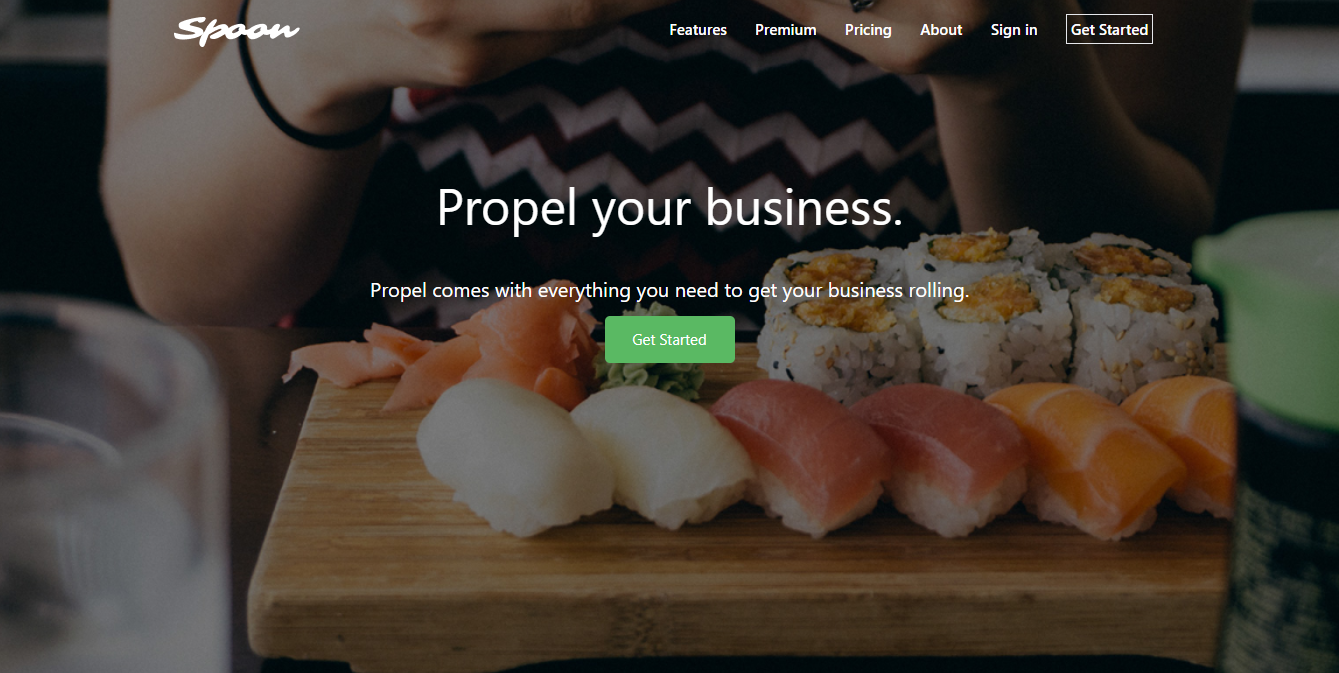 Spoon
Features Premium Pricing About Sign in Get Started
Propel your business.
Propel comes with everything you need to get your business rolling.
Get Started